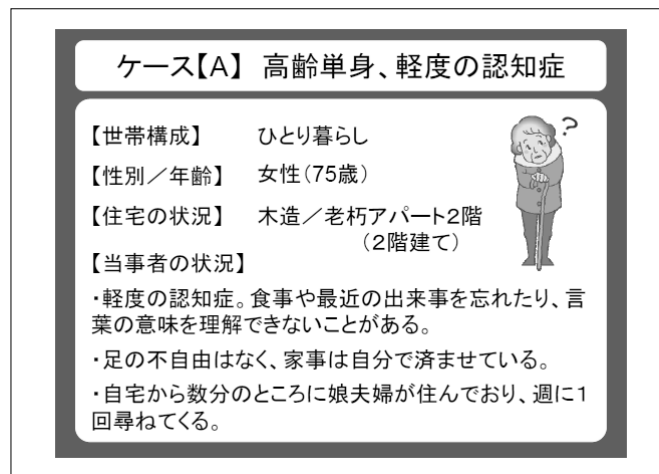 ケース【A】 高齢単身、軽度の認知症
?
【世帯構成】 ひとり暮らし
【性別／年齢】 女性(75歳)
【住宅の状況】 木造／老朽アパート2階
(2階建て)
【当事者の状況】
・軽度の認知症。食事や最近の出来事を忘れたり、言
葉の意味を理解できないことがある。
・足の不自由はなく、家事は自分で済ませている。
・自宅から数分のところに娘夫婦が住んでおり、週に1
回尋ねてくる。